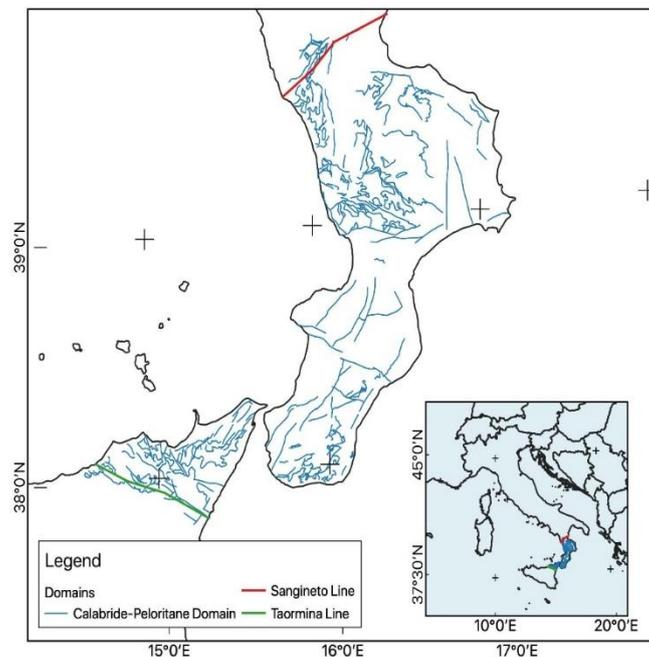 39°0'N
38°0'N
Legend
Domains
Calabride-Peloritane Domain
Sangineto Line
Taormina Line
45°0'N
37°30'N
10°0'E
20°0'E
15°0'E
16°0'E
17°0'E